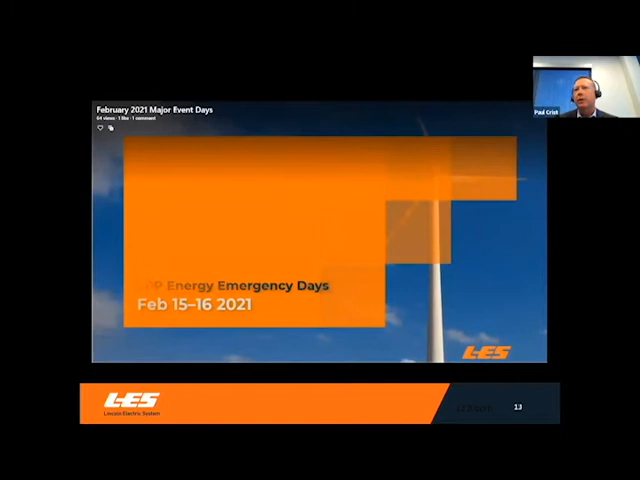 February 2021 Major Event Days
64 views · 1 like · 1 comment
Paul Crist
Energy Emergency Days
Feb 15–16 2021
LES
LES
Lincoln Electric System
13